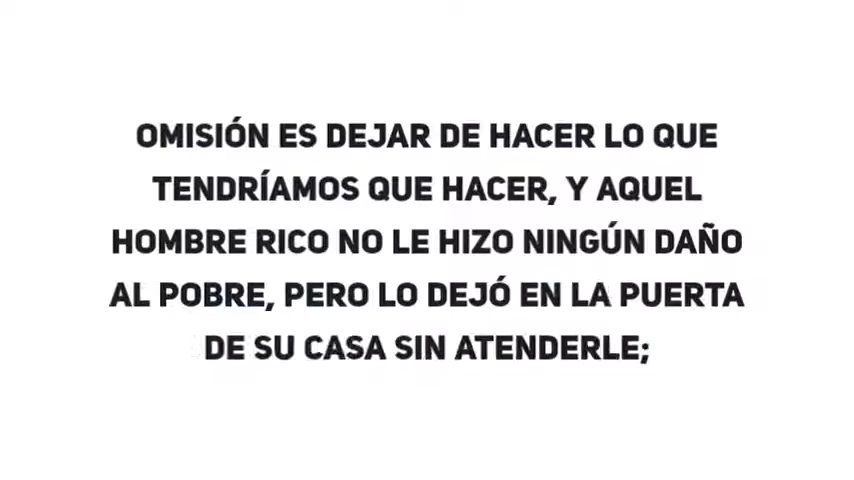 OMISIÓN ES DEJAR DE HACER LO QUE
TENDRÍAMOS QUE HACER, Y AQUEL
HOMBRE RICO NO LE HIZO NINGÚN DAÑO
AL POBRE, PERO LO DEJÓ EN LA PUERTA
DE SU CASA SIN ATENDERLE;